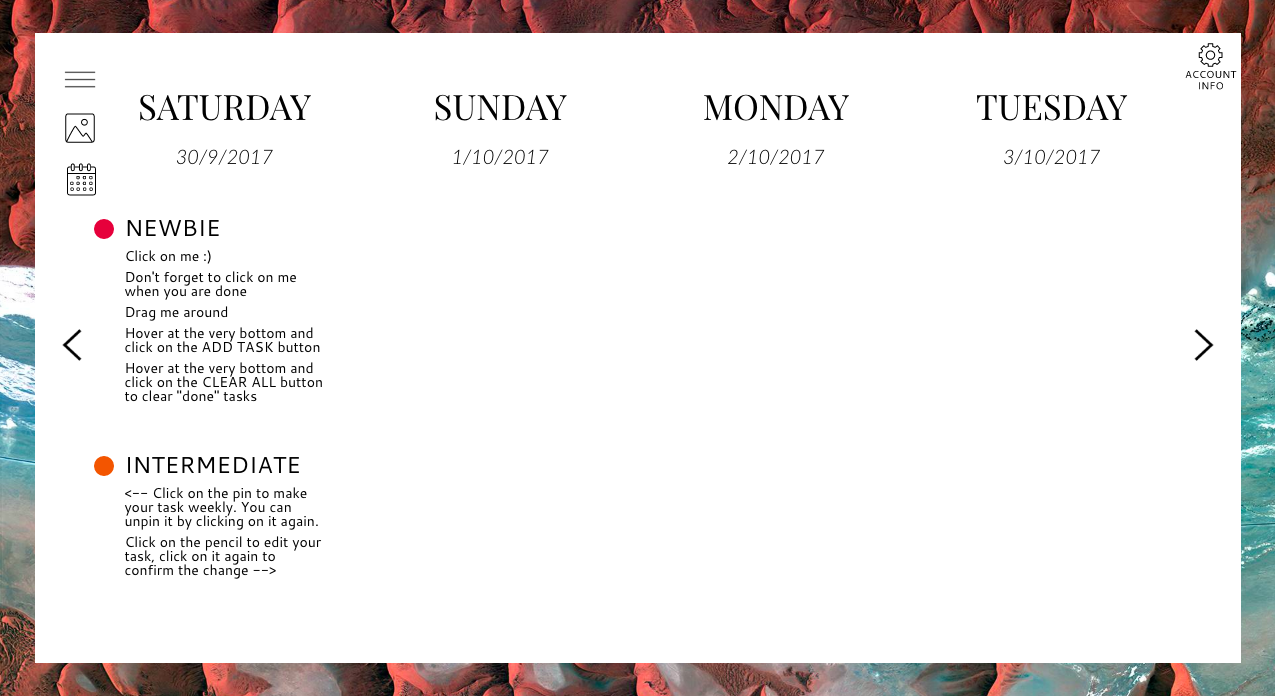 ACCOUNT
INFO
SATURDAY
30/9/2017
SUNDAY
1/10/2017
MONDAY
2/10/2017
TUESDAY
3/10/2017
NEWBIE
Click on me :)
Don't forget to click on me
when you are done
Drag me around
Hover at the very bottom and
click on the ADD TASK button
Hover at the very bottom and
click on the CLEAR ALL button
to clear "done" tasks
INTERMEDIATE
<-- Click on the pin to make
your task weekly. You can
unpin it by clicking on it again.
Click on the pencil to edit your
task, click on it again to
confirm the change -->